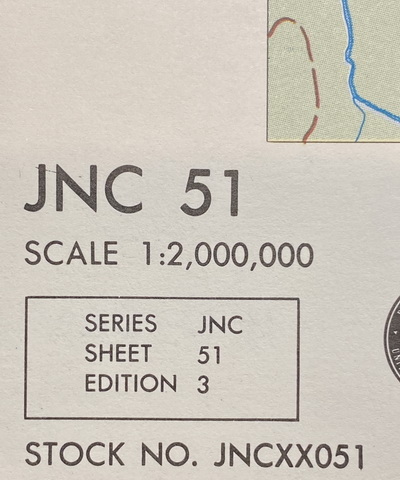 JNC 51
SCALE 1:2,000,000
SERIES JNC
SHEET 51
EDITION 3
STOCK NO. JNCXX051